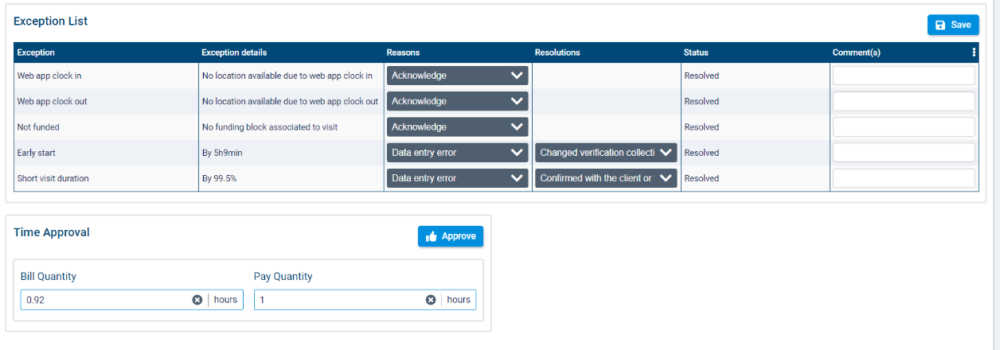 Exception List
Save
Exception Exception details Reasons Resolutions Status Comment(s)
Web app clock in No location available due to web app clock in Acknowledge Resolved
Web app clock out No location available due to web app clock out Acknowledge Resolved
Not funded No funding block associated to visit Acknowledge Resolved
Early start By 5h9min Data entry error Changed verification collecti Resolved
Short visit duration By 99.5% Data entry error Confirmed with the client or Resolved
Time Approval
Approve
Bill Quantity Pay Quantity
0.92 hours 1 hours